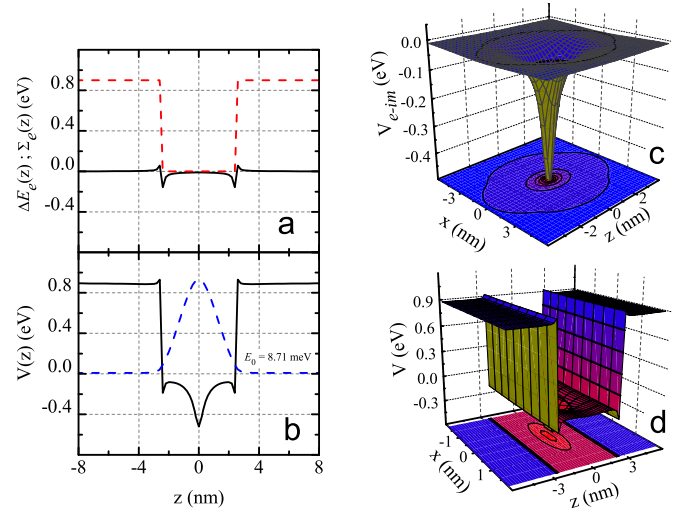 ΔE_e(z) ; Σ_e(z) (eV)
0.8
0.4
0.0
-0.4
a
V(z) (eV)
0.8
0.4
0.0
-0.4
E_0 = 8.71 meV
b
-8 -4 0 4 8
z (nm)
V_{e-im} (eV)
0.0
-0.1
-0.2
-0.3
-0.4
c
-3 0 3
x (nm)
-2 0 2
z (nm)
V (eV)
0.9
0.6
0.3
0.0
-0.3
d
-1 0 1
x (nm)
-3 0 3
z (nm)